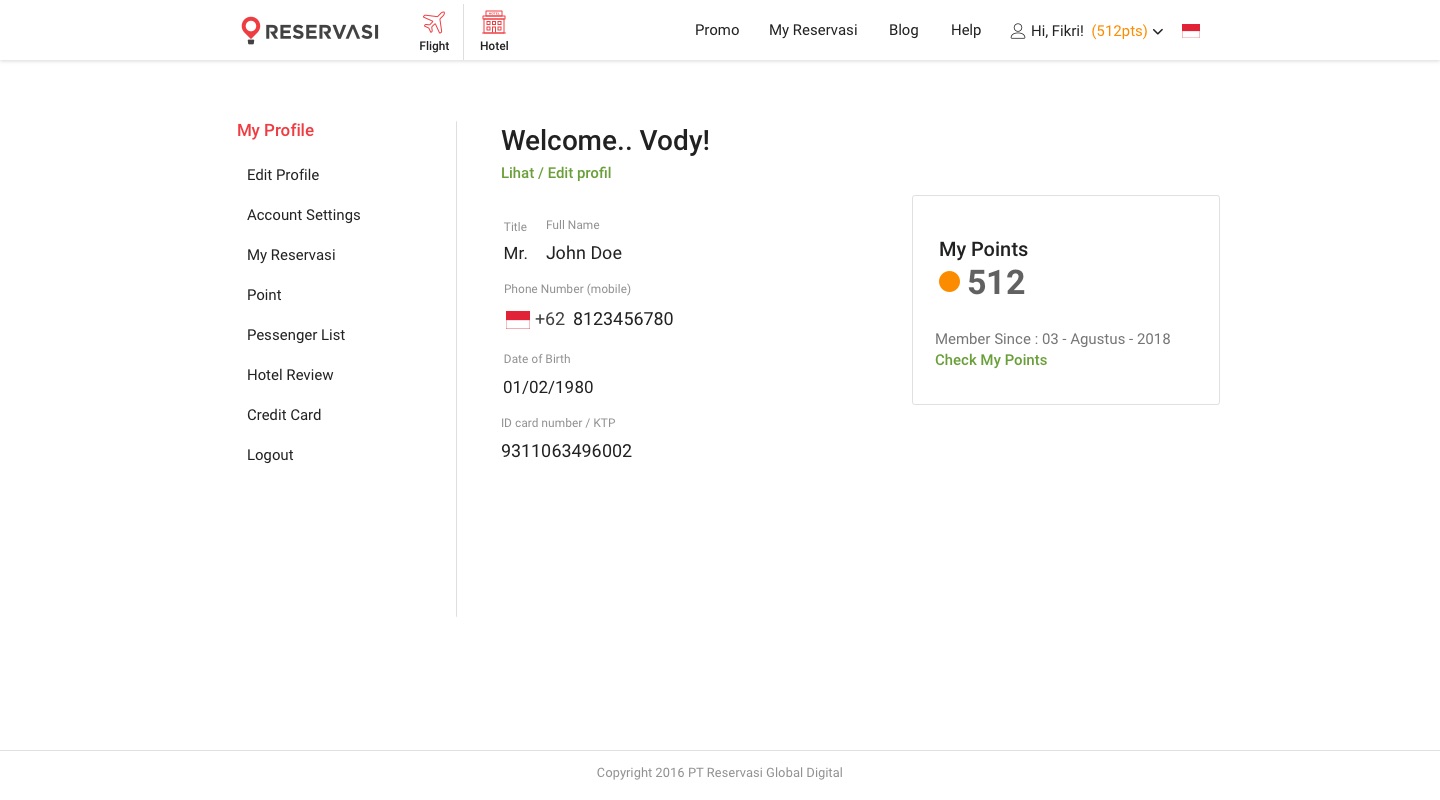 RESERVASI
Flight
Hotel
Promo
My Reservasi
Blog
Help
Hi, Fikri! (512pts)
My Profile
Edit Profile
Account Settings
My Reservasi
Point
Pessenger List
Hotel Review
Credit Card
Logout
Welcome.. Vody!
Lihat / Edit profil
Title Full Name
Mr. John Doe
Phone Number (mobile)
+62 8123456780
Date of Birth
01/02/1980
ID card number / KTP
9311063496002
My Points
512
Member Since : 03 - Agustus - 2018
Check My Points
Copyright 2016 PT Reservasi Global Digital